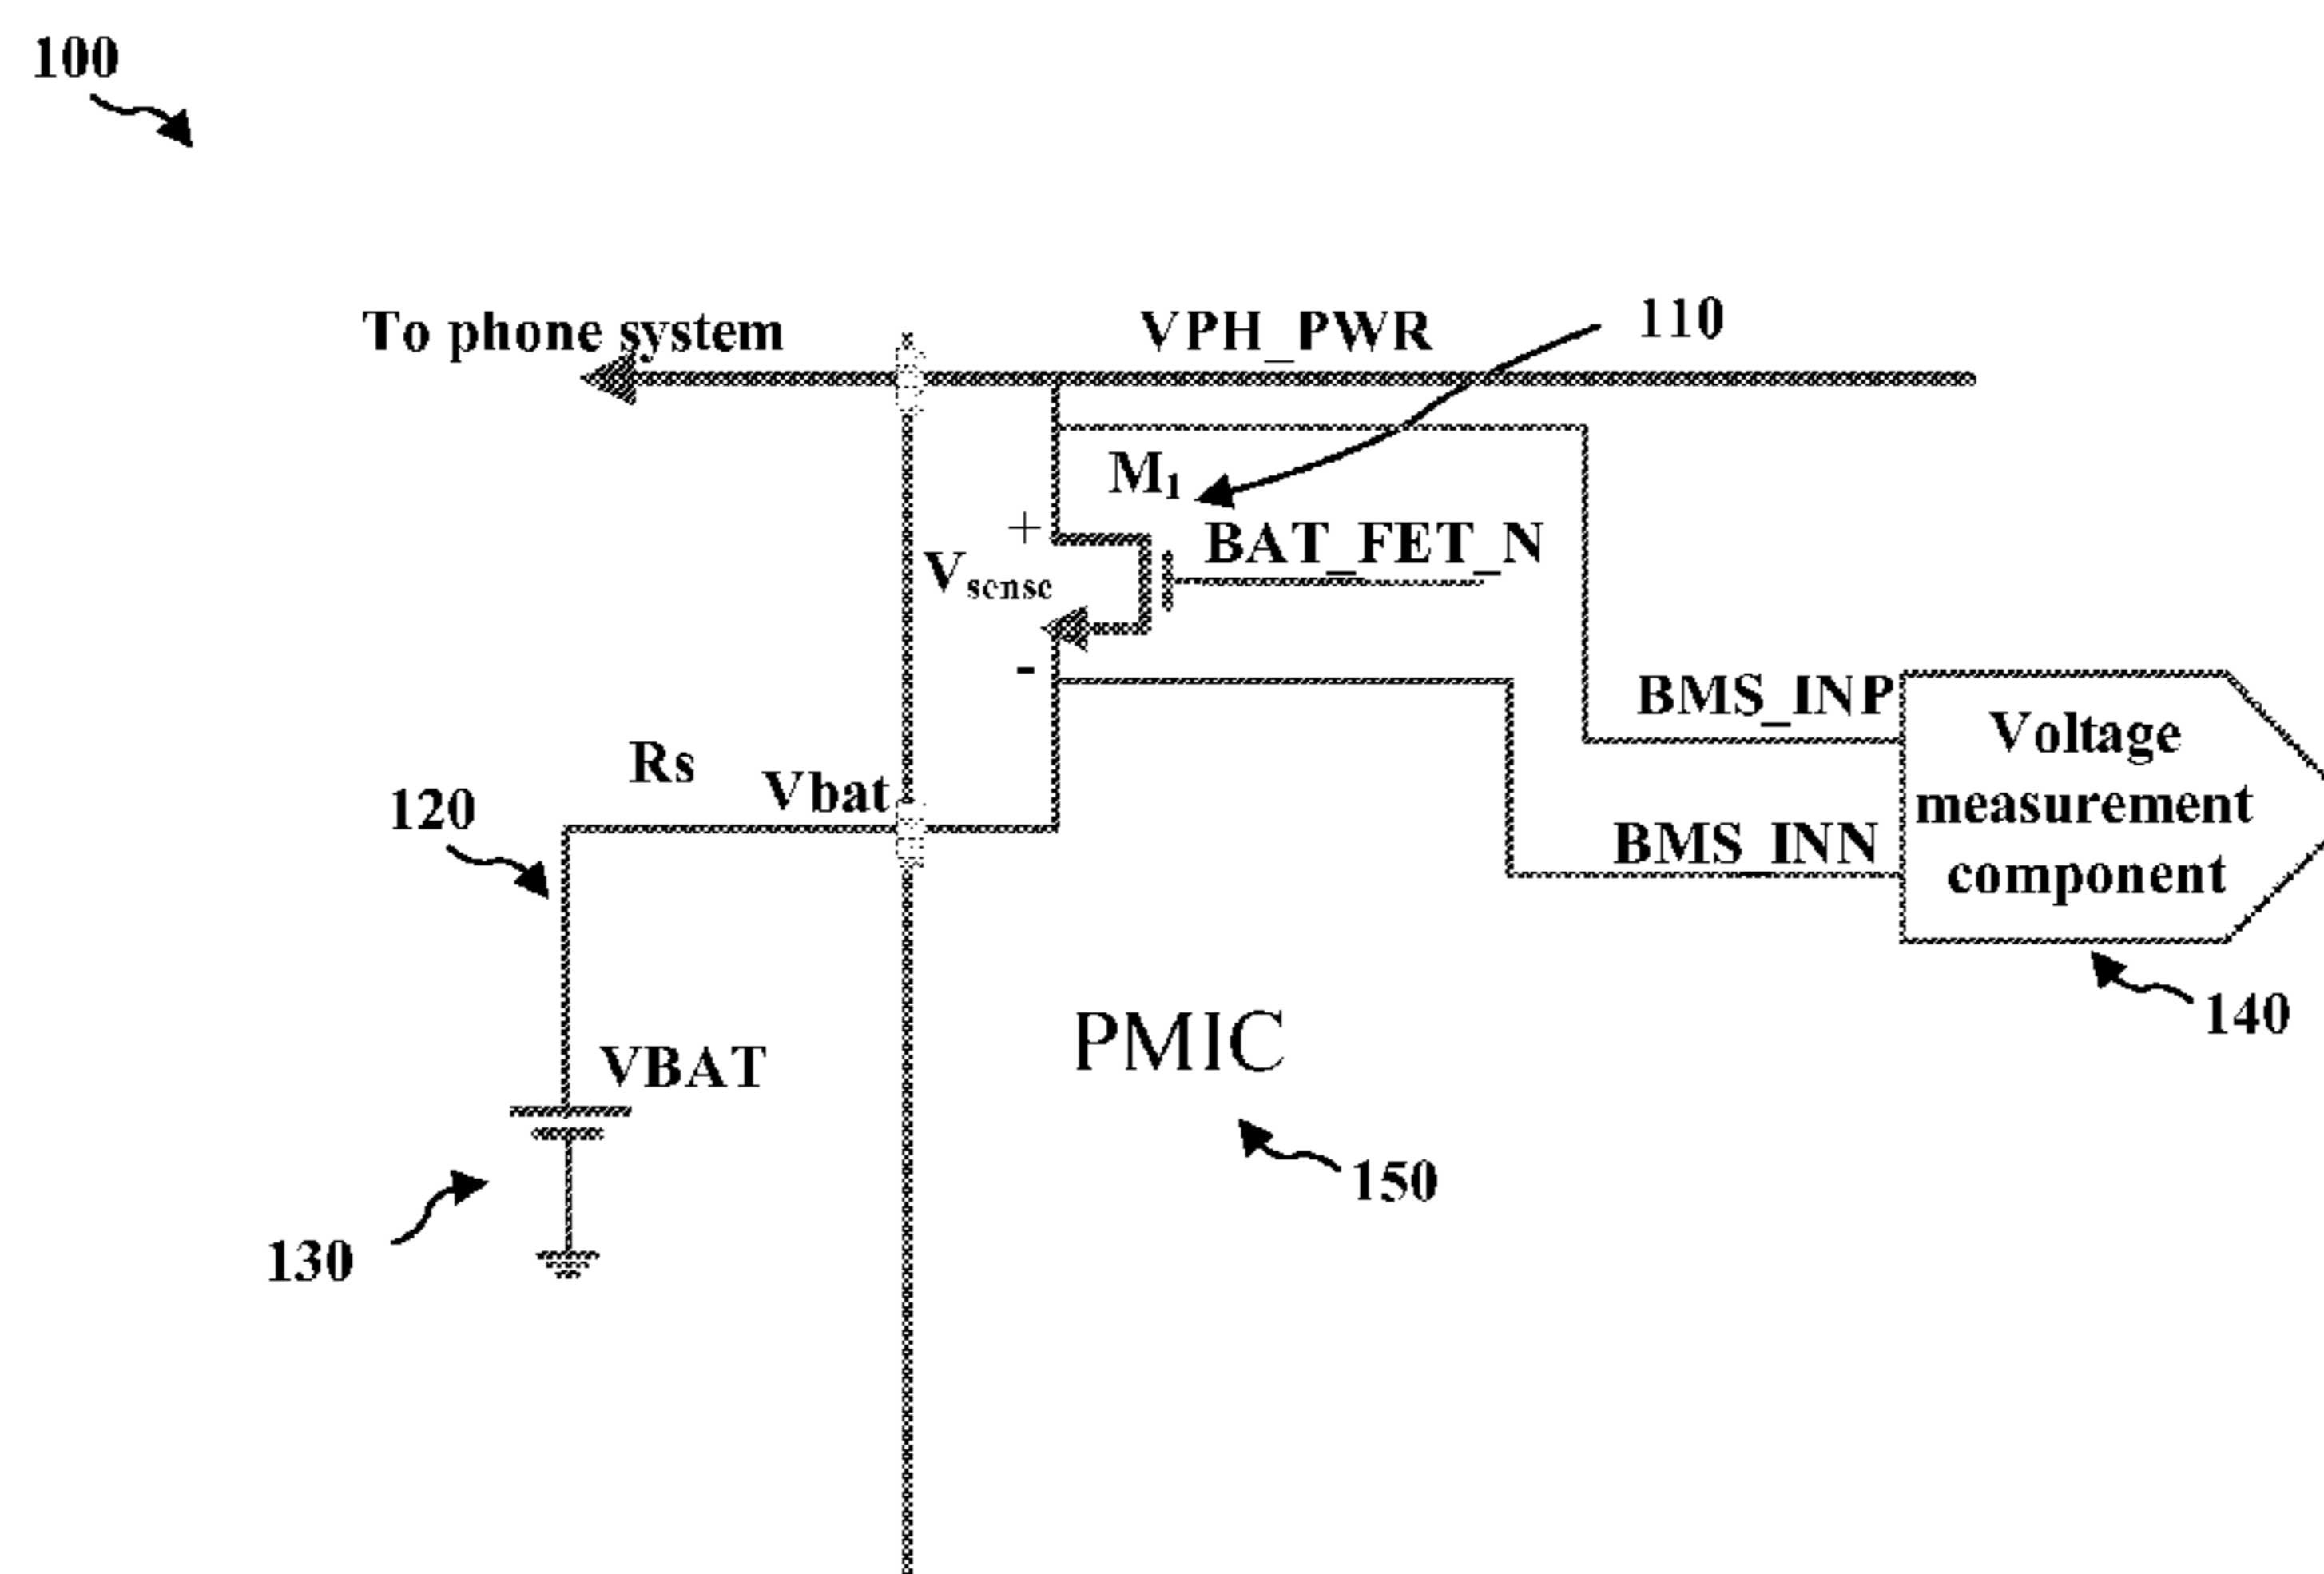 100
To phone system
VPH_PWR
110
M1
+
BAT_FET_N
Vsense
-
BMS_INP
Voltage
measurement
component
Rs
Vbat
120
BMS_INN
140
PMIC
VBAT
150
130